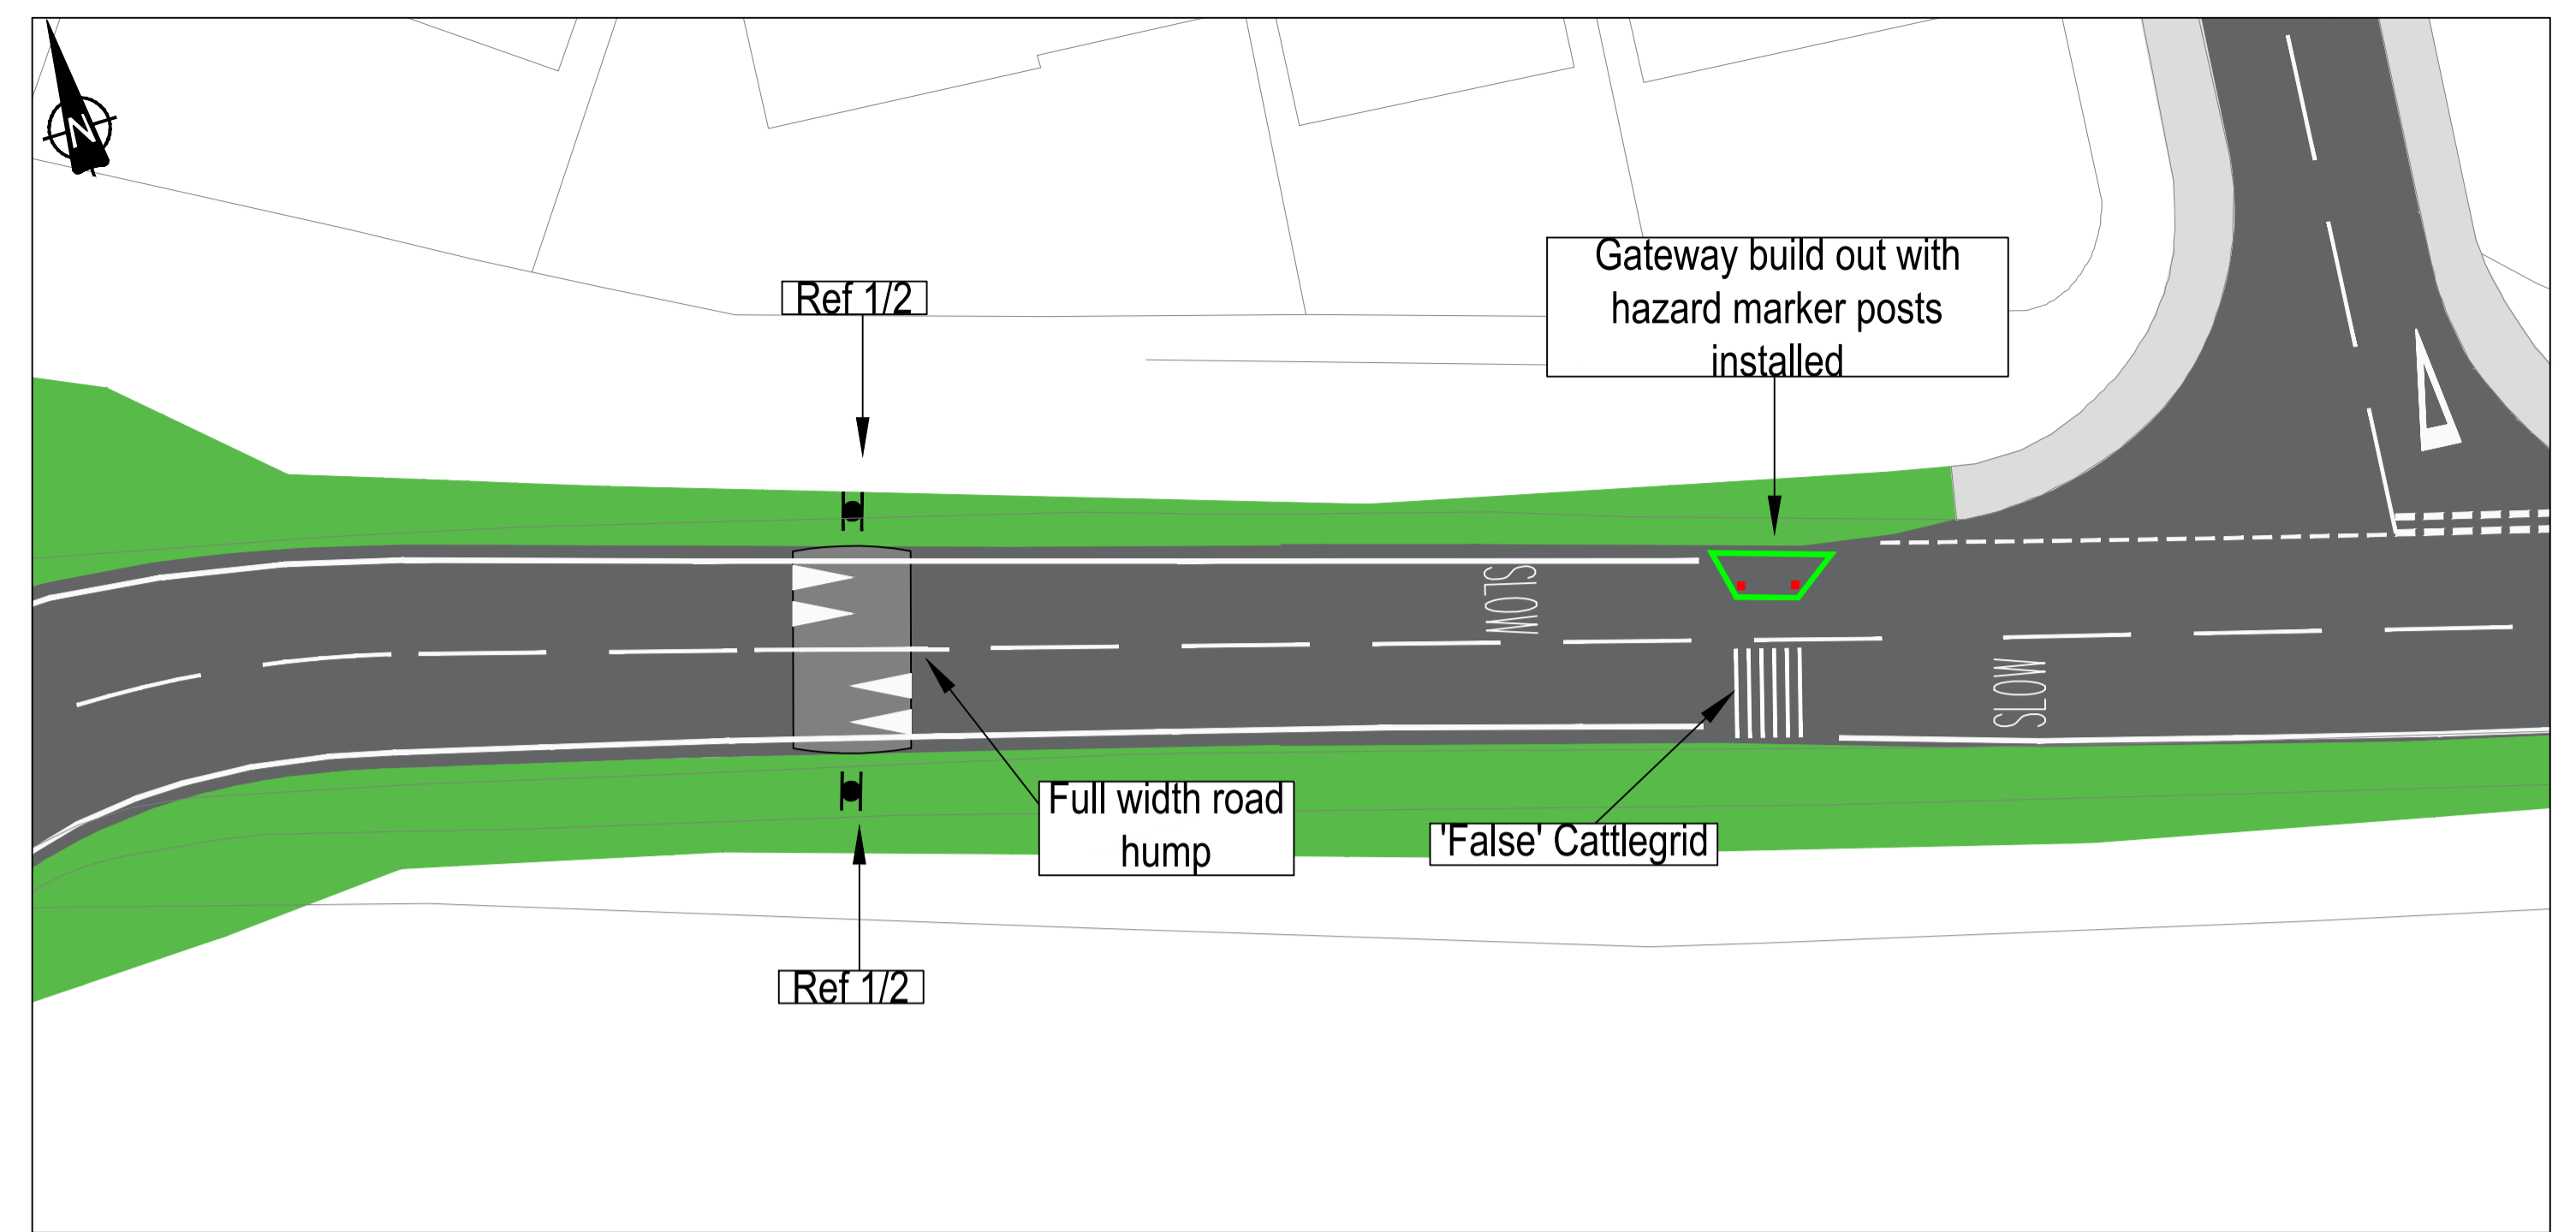 N
Gateway build out with
hazard marker posts
installed
Ref 1/2
SLOW
SLOW
Full width road
hump
'False' Cattlegrid
Ref 1/2